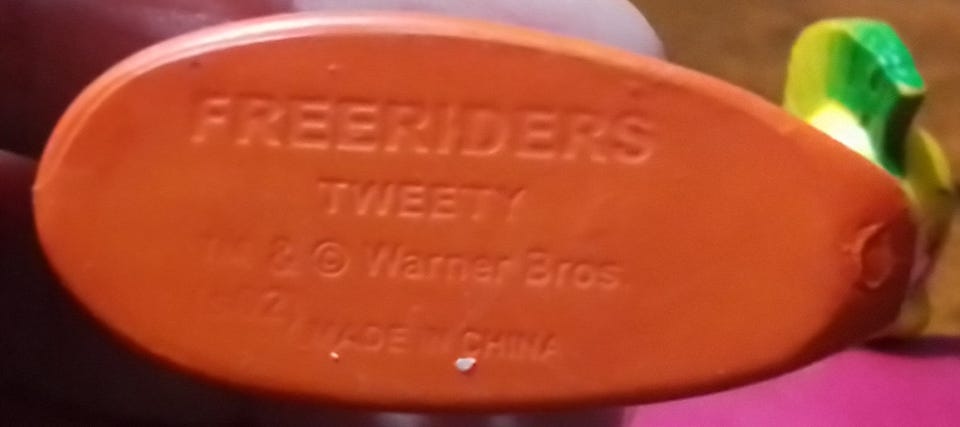 FREERIDERS
TWEETY
TM & © Warner Bros.
MADE IN CHINA